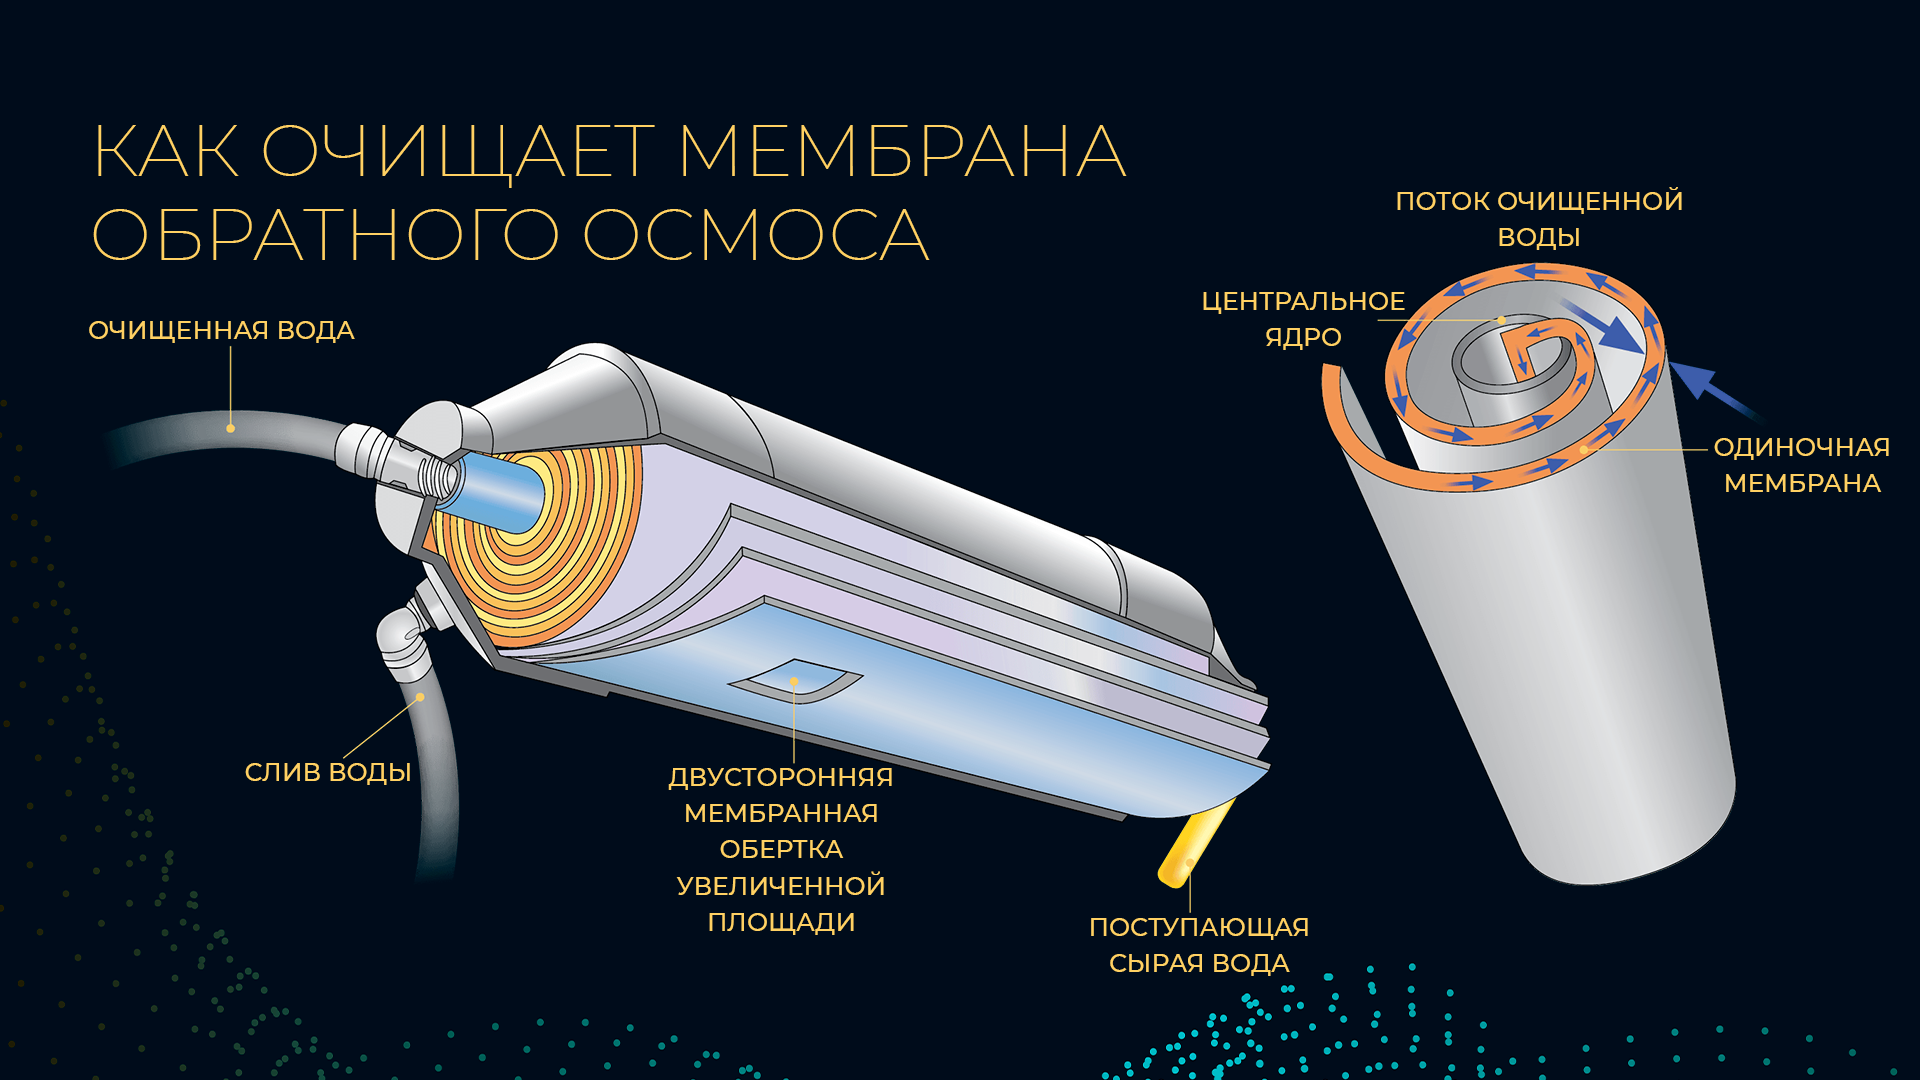 КАК ОЧИЩАЕТ МЕМБРАНА
ОБРАТНОГО ОСМОСА
ОЧИЩЕННАЯ ВОДА
СЛИВ ВОДЫ
ДВУСТОРОННЯЯ
МЕМБРАННАЯ
ОБЕРТКА
УВЕЛИЧЕННОЙ
ПЛОЩАДИ
ПОСТУПАЮЩАЯ
СЫРАЯ ВОДА
ПОТОК ОЧИЩЕННОЙ
ВОДЫ
ЦЕНТРАЛЬНОЕ
ЯДРО
ОДИНОЧНАЯ
МЕМБРАНА